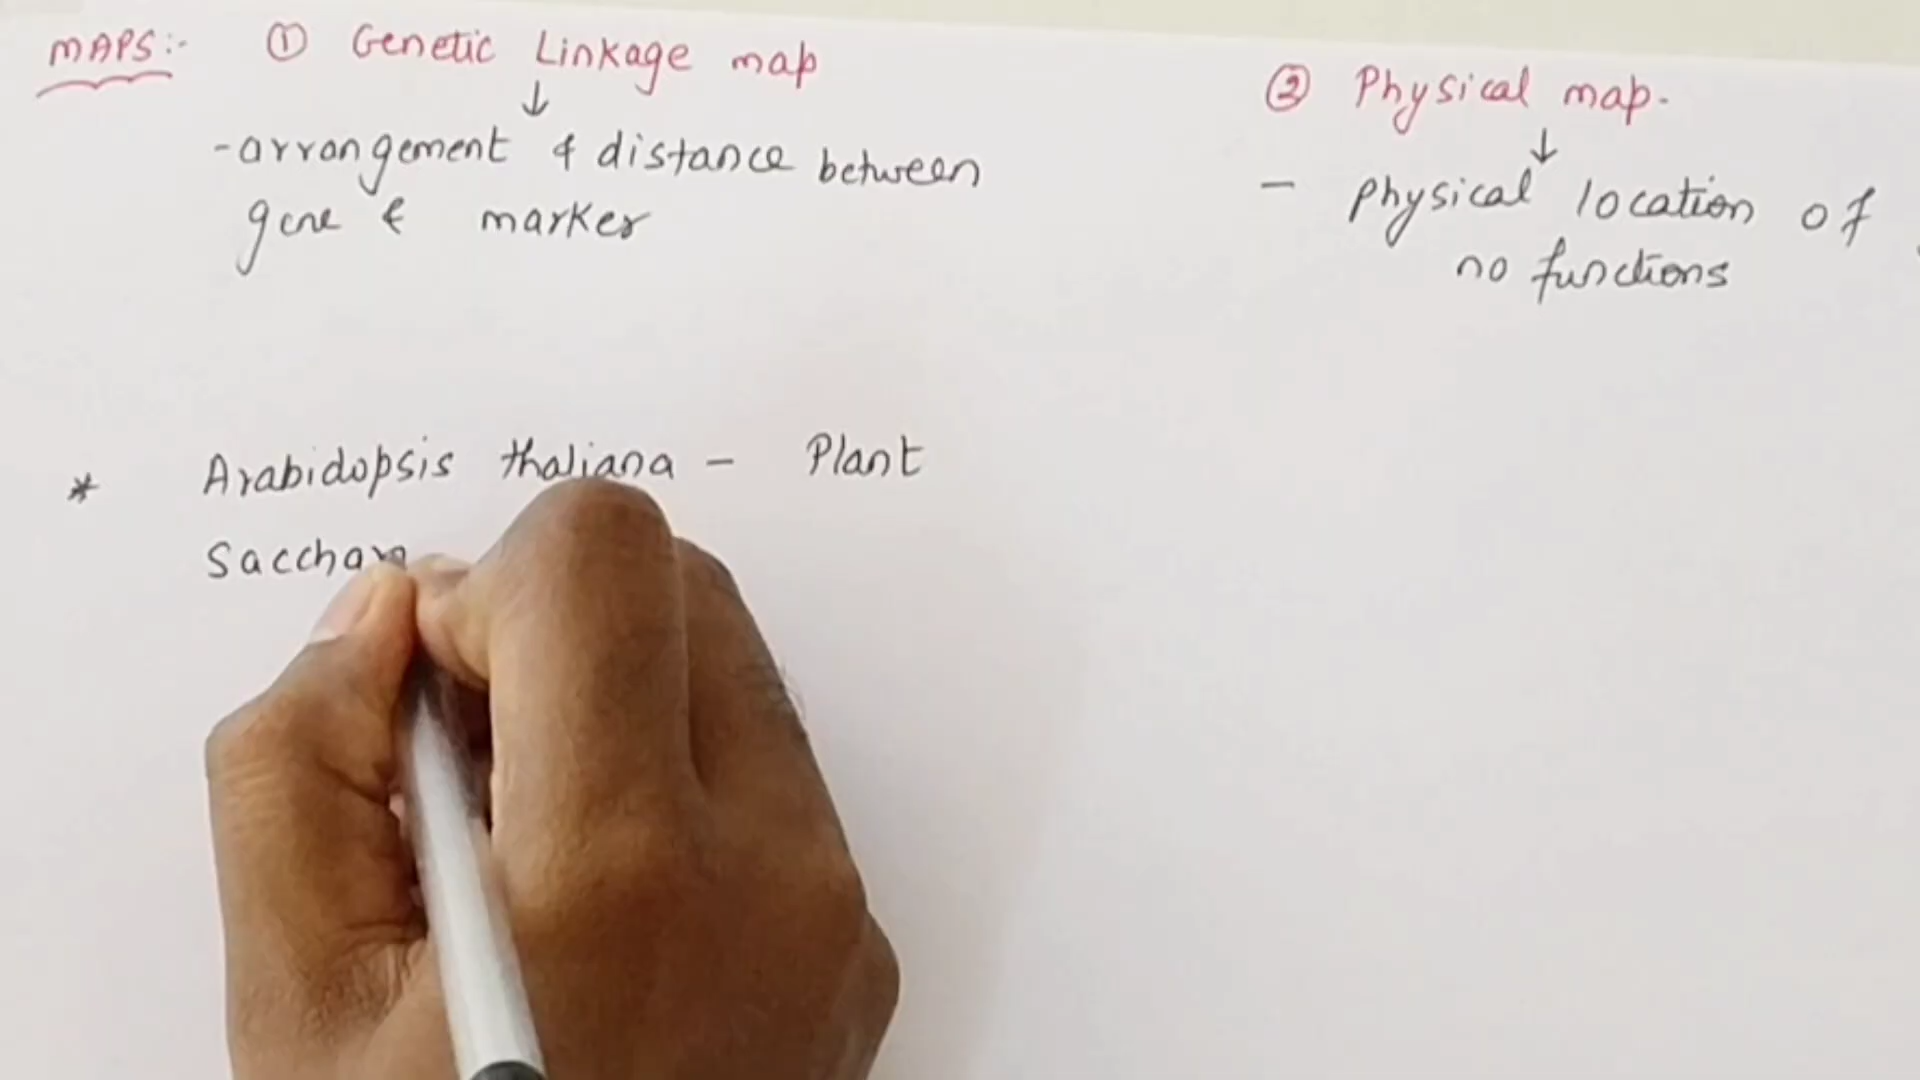 MAPS:- ① Genetic Linkage map
↓
-arrangement & distance between
gene & marker
② Physical map.
↓
- Physical location of
no functions
* Arabidopsis thaliana - Plant
Saccharo